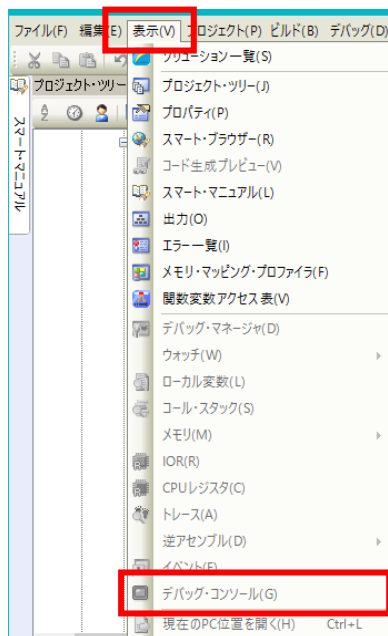 ファイル(F) 編集(E) 表示(V) プロジェクト(P) ビルド(B) デバッグ(D)
ソリューション一覧(S)
プロジェクト・ツリー
プロジェクト・ツリー(J)
プロパティ(P)
スマート・ブラウザー(R)
スマート・マニュアル
コード生成プレビュー(V)
スマート・マニュアル(L)
出力(O)
エラー一覧(I)
メモリ・マッピング・プロファイラ(F)
関数変数アクセス表(V)
デバッグ・マネージャ(D)
ウォッチ(W)
ローカル変数(L)
コール・スタック(S)
メモリ(M)
IOR(R)
CPUレジスタ(C)
トレース(A)
逆アセンブル(D)
イベント(E)
デバッグ・コンソール(G)
現在のPC位置を開く(H) Ctrl+L